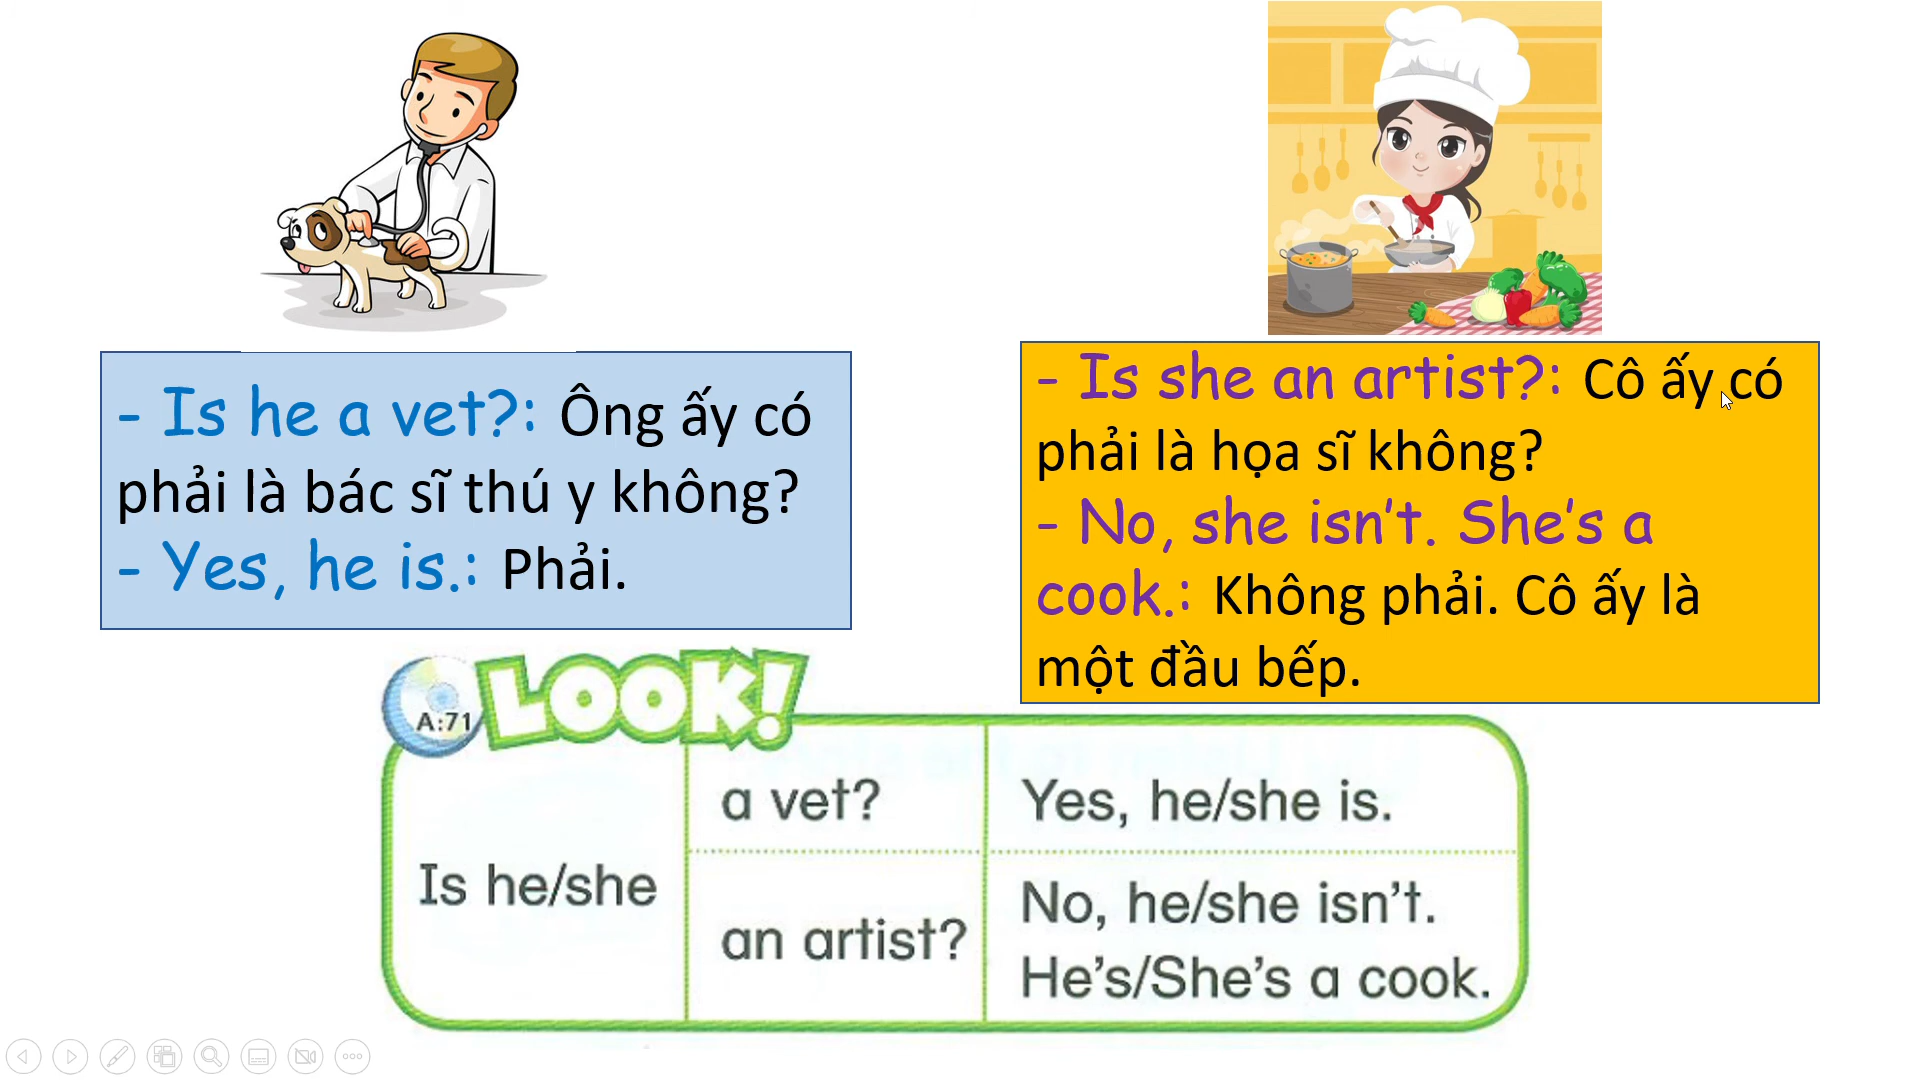 - Is he a vet?: Ông ấy có
phải là bác sĩ thú y không?
- Yes, he is.: Phải.
- Is she an artist?: Cô ấy có
phải là họa sĩ không?
- No, she isn't. She's a
cook.: Không phải. Cô ấy là
một đầu bếp.
A:71
LOOK!
Is he/she
a vet?
Yes, he/she is.
an artist?
No, he/she isn't.
He's/She's a cook.